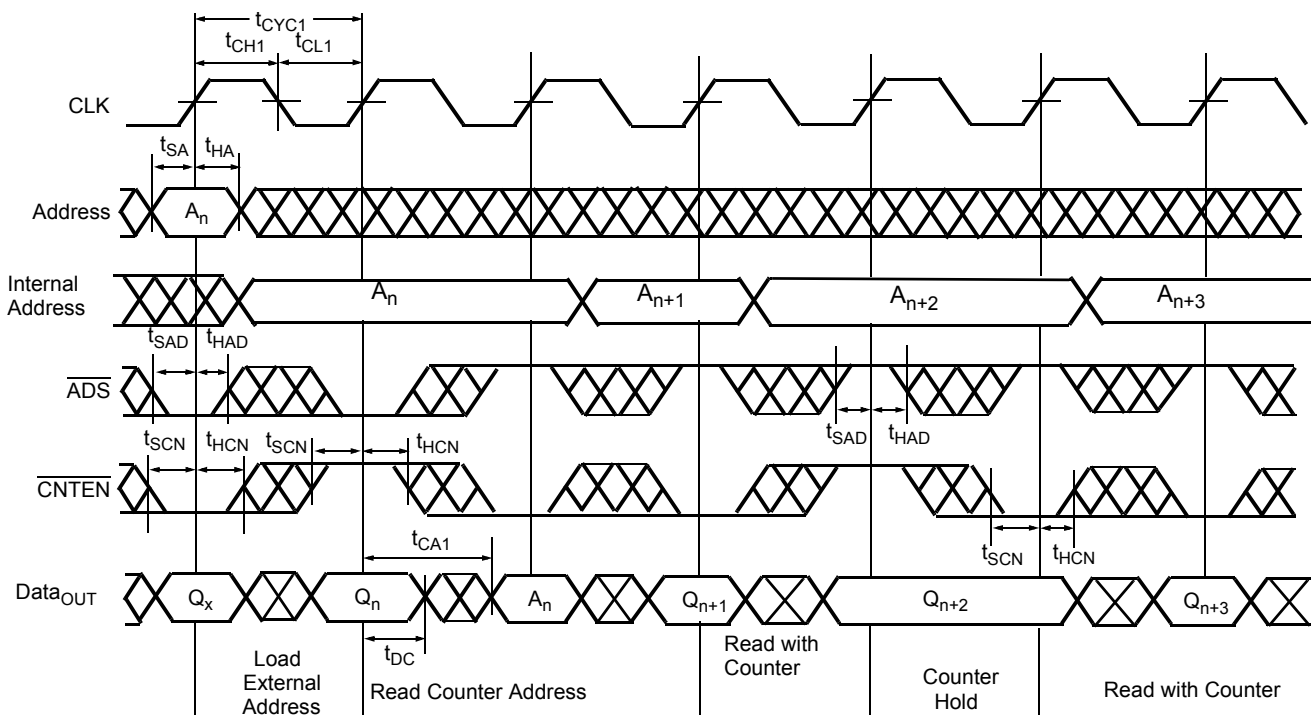 tCYC1
tCH1 tCL1
CLK
tSA tHA
Address An
Internal Address An An+1 An+2 An+3
tSAD tHAD
ADS
tSAD tHAD
tSCN tHCN tSCN tHCN
CNTEN
tSCN tHCN
tCA1
DataOUT Qx Qn An Qn+1 Qn+2 Qn+3
tDC
Load External Address
Read Counter Address
Read with Counter
Counter Hold
Read with Counter